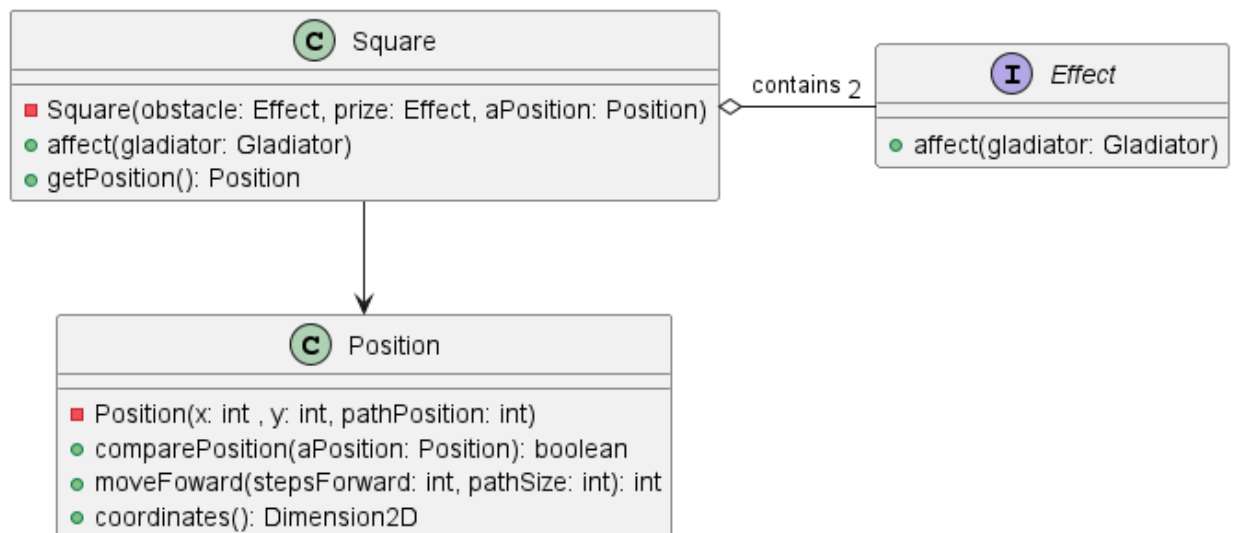 C Square
Square(obstacle: Effect, prize: Effect, aPosition: Position)
affect(gladiator: Gladiator)
getPosition(): Position
contains 2
I Effect
affect(gladiator: Gladiator)
C Position
Position(x: int , y: int, pathPosition: int)
comparePosition(aPosition: Position): boolean
moveFoward(stepsForward: int, pathSize: int): int
coordinates(): Dimension2D